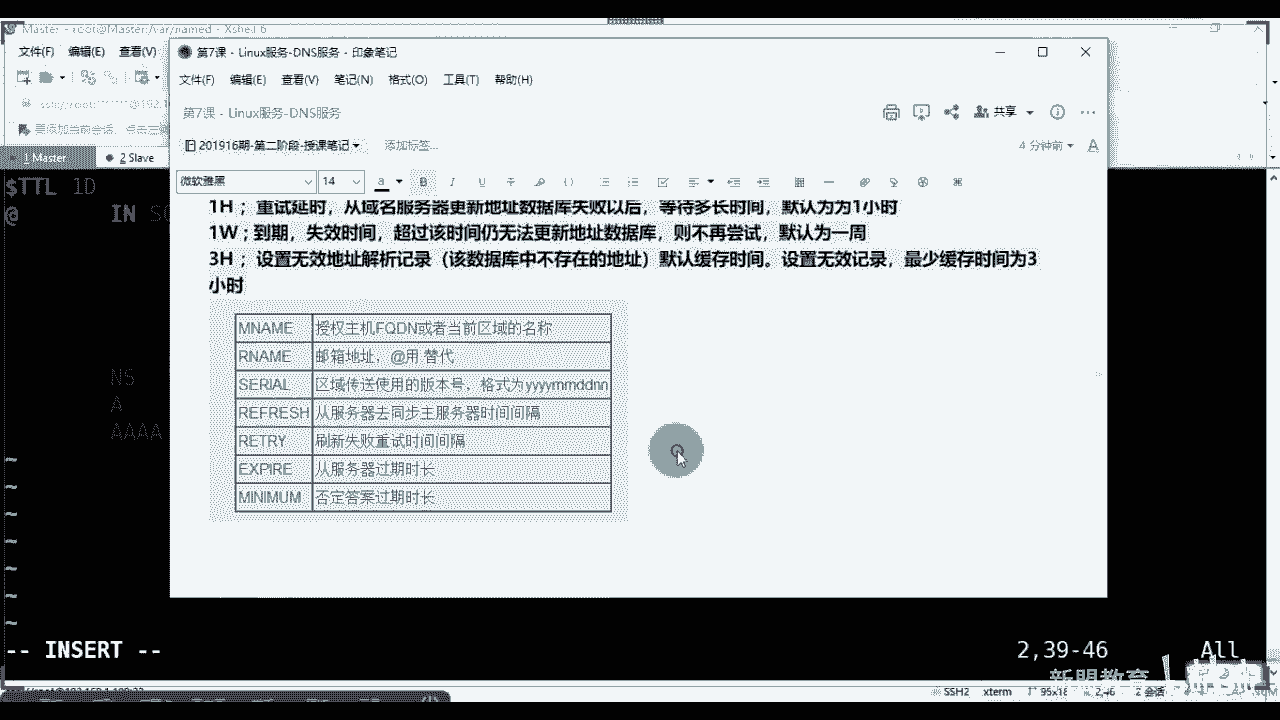 Master - root@Master:/var/named - Xshell 6
文件(F) 编辑(E) 查看(V)
第7课 - Linux服务-DNS服务 - 印象笔记
文件(F) 编辑(E) 查看(V) 笔记(N) 格式(O) 工具(T) 帮助(H)
第7课 - Linux服务-DNS服务
共享
201916期-第二阶段-授课笔记
添加标签...
4 分钟前
1 Master
2 Slave
微软雅黑
14
$TTL 1D
@ IN
NS
A
AAAA
1H ；重试延时，从域名服务器更新地址数据库失败以后，等待多长时间，默认为为1小时
1W ；到期，失效时间，超过该时间仍无法更新地址数据库，则不再尝试，默认为一周
3H ；设置无效地址解析记录（该数据库中不存在的地址）默认缓存时间。设置无效记录，最少缓存时间为3
小时
MNAME 授权主机FQDN或者当前区域的名称
RNAME 邮箱地址，@用.替代
SERIAL 区域传送使用的版本号，格式为yyyymmddnn
REFRESH 从服务器去同步主服务器时间间隔
RETRY 刷新失败重试时间间隔
EXPIRE 从服务器过期时长
MINIMUM 否定答案过期时长
-- INSERT --
2,39-46
All
新盟教育
SSH2 xterm